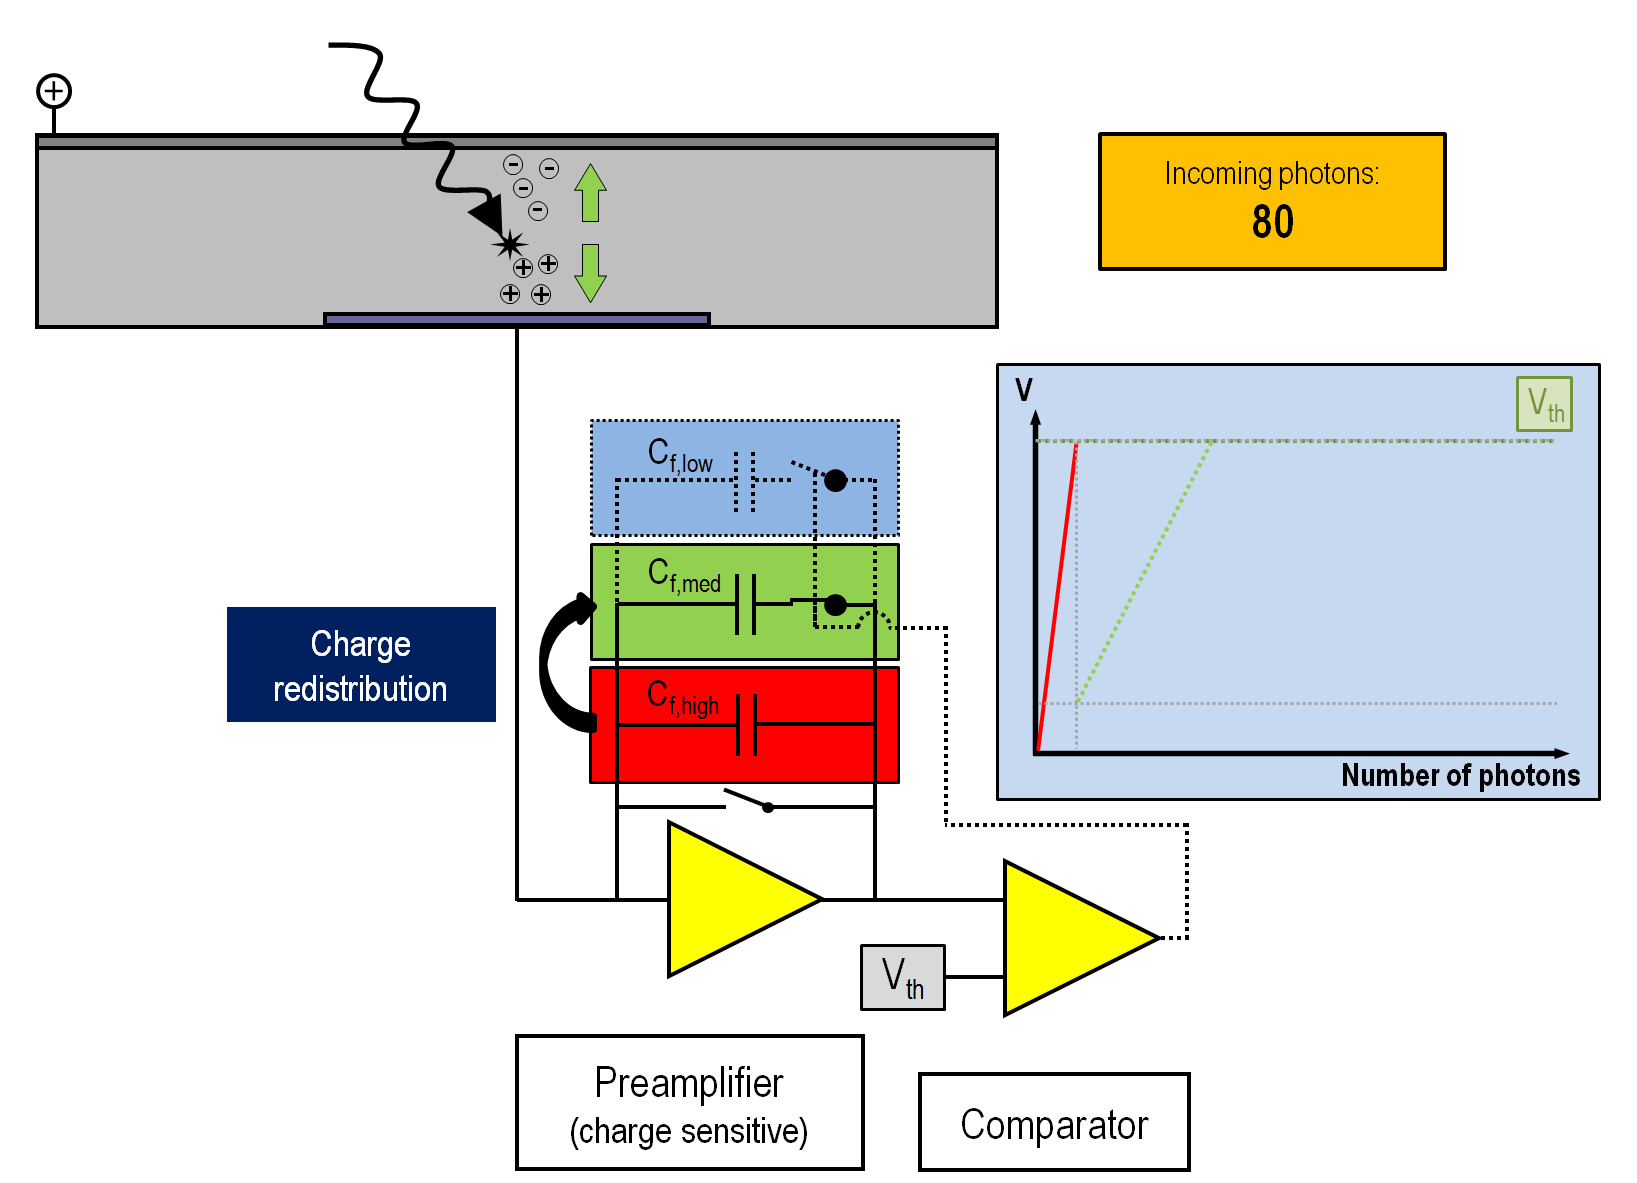 Incoming photons:
80
V
Vth
Cf,low
Cf,med
Charge
redistribution
Cf,high
Number of photons
Vth
Preamplifier
(charge sensitive)
Comparator